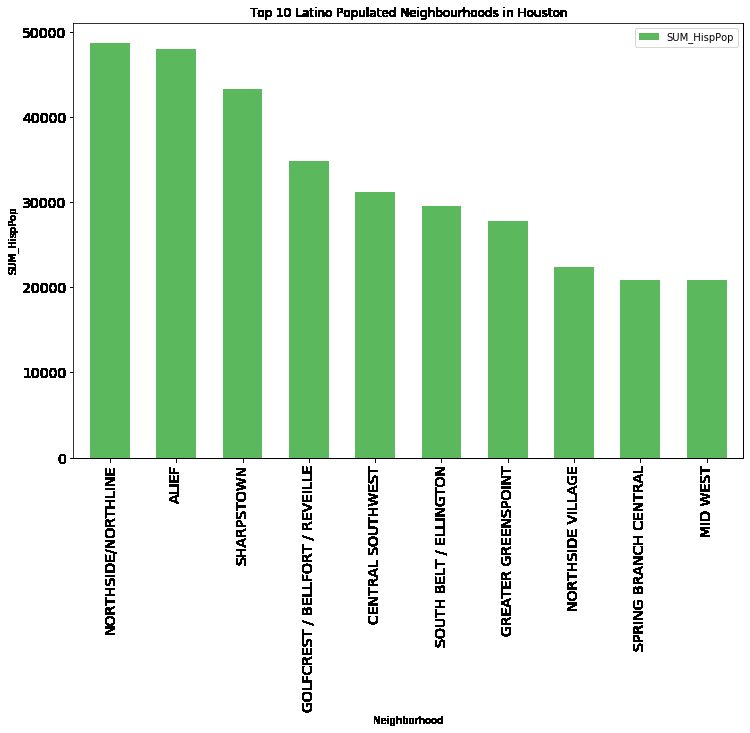 Top 10 Latino Populated Neighbourhoods in Houston
SUM_HispPop
50000
40000
30000
20000
10000
0
SUM_HispPop
NORTHSIDE/NORTHLINE
ALIEF
SHARPSTOWN
GOLFCREST / BELLFORT / REVEILLE
CENTRAL SOUTHWEST
SOUTH BELT / ELLINGTON
GREATER GREENSPOINT
NORTHSIDE VILLAGE
SPRING BRANCH CENTRAL
MID WEST
Neighborhood